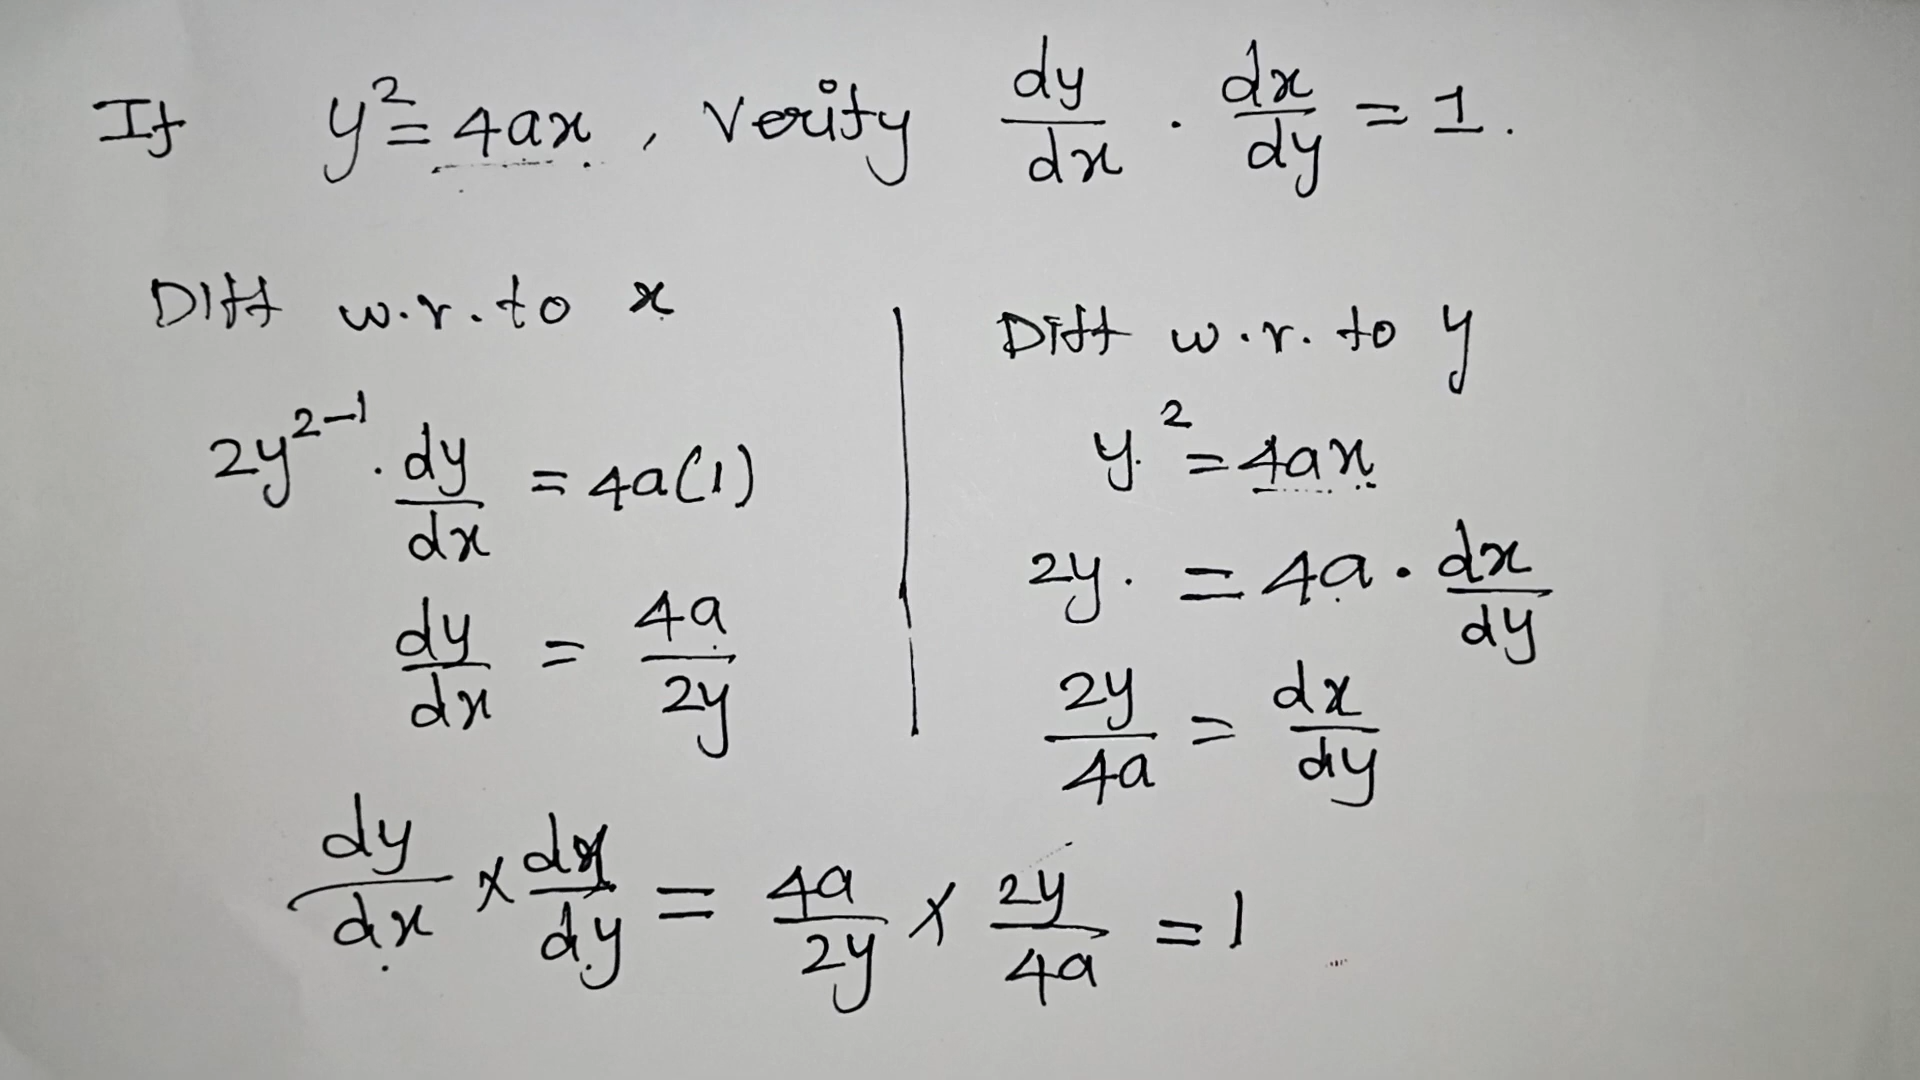 If y² = 4ax, Verify dy/dx · dx/dy = 1.
Diff w.r.to x
2y²⁻¹ · dy/dx = 4a(1)
dy/dx = 4a/2y
Diff w.r. to y
y² = 4ax
2y. = 4a · dx/dy
2y/4a = dx/dy
dy/dx × dx/dy = 4a/2y × 2y/4a = 1